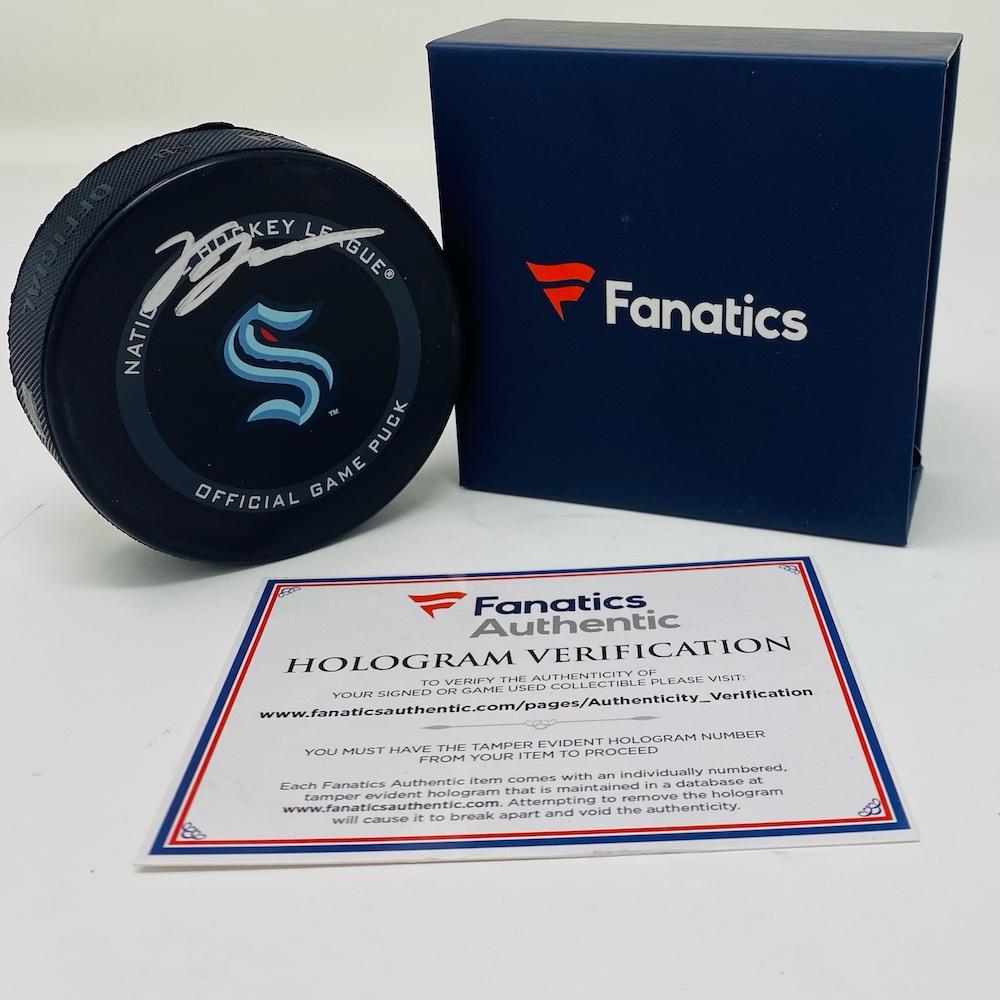 OFFICIAL
NATIONAL HOCKEY LEAGUE®
™
OFFICIAL GAME PUCK
Fanatics
Fanatics
Authentic
HOLOGRAM VERIFICATION
TO VERIFY THE AUTHENTICITY OF
YOUR SIGNED OR GAME USED COLLECTIBLE PLEASE VISIT:
www.fanaticsauthentic.com/pages/Authenticity_Verification
YOU MUST HAVE THE TAMPER EVIDENT HOLOGRAM NUMBER
FROM YOUR ITEM TO PROCEED
Each Fanatics Authentic item comes with an individually numbered,
tamper evident hologram that is maintained in a database at
www.fanaticsauthentic.com. Attempting to remove the hologram
will cause it to break apart and void the authenticity.